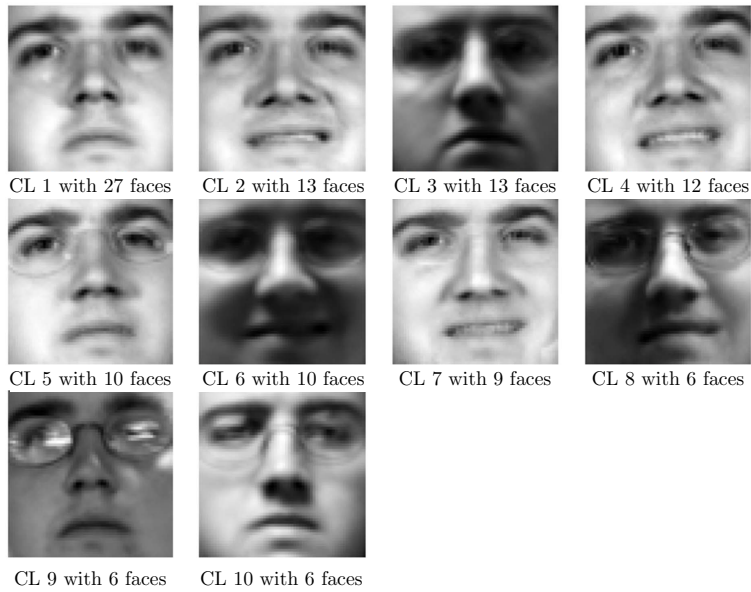 CL 1 with 27 faces
CL 2 with 13 faces
CL 3 with 13 faces
CL 4 with 12 faces
CL 5 with 10 faces
CL 6 with 10 faces
CL 7 with 9 faces
CL 8 with 6 faces
CL 9 with 6 faces
CL 10 with 6 faces